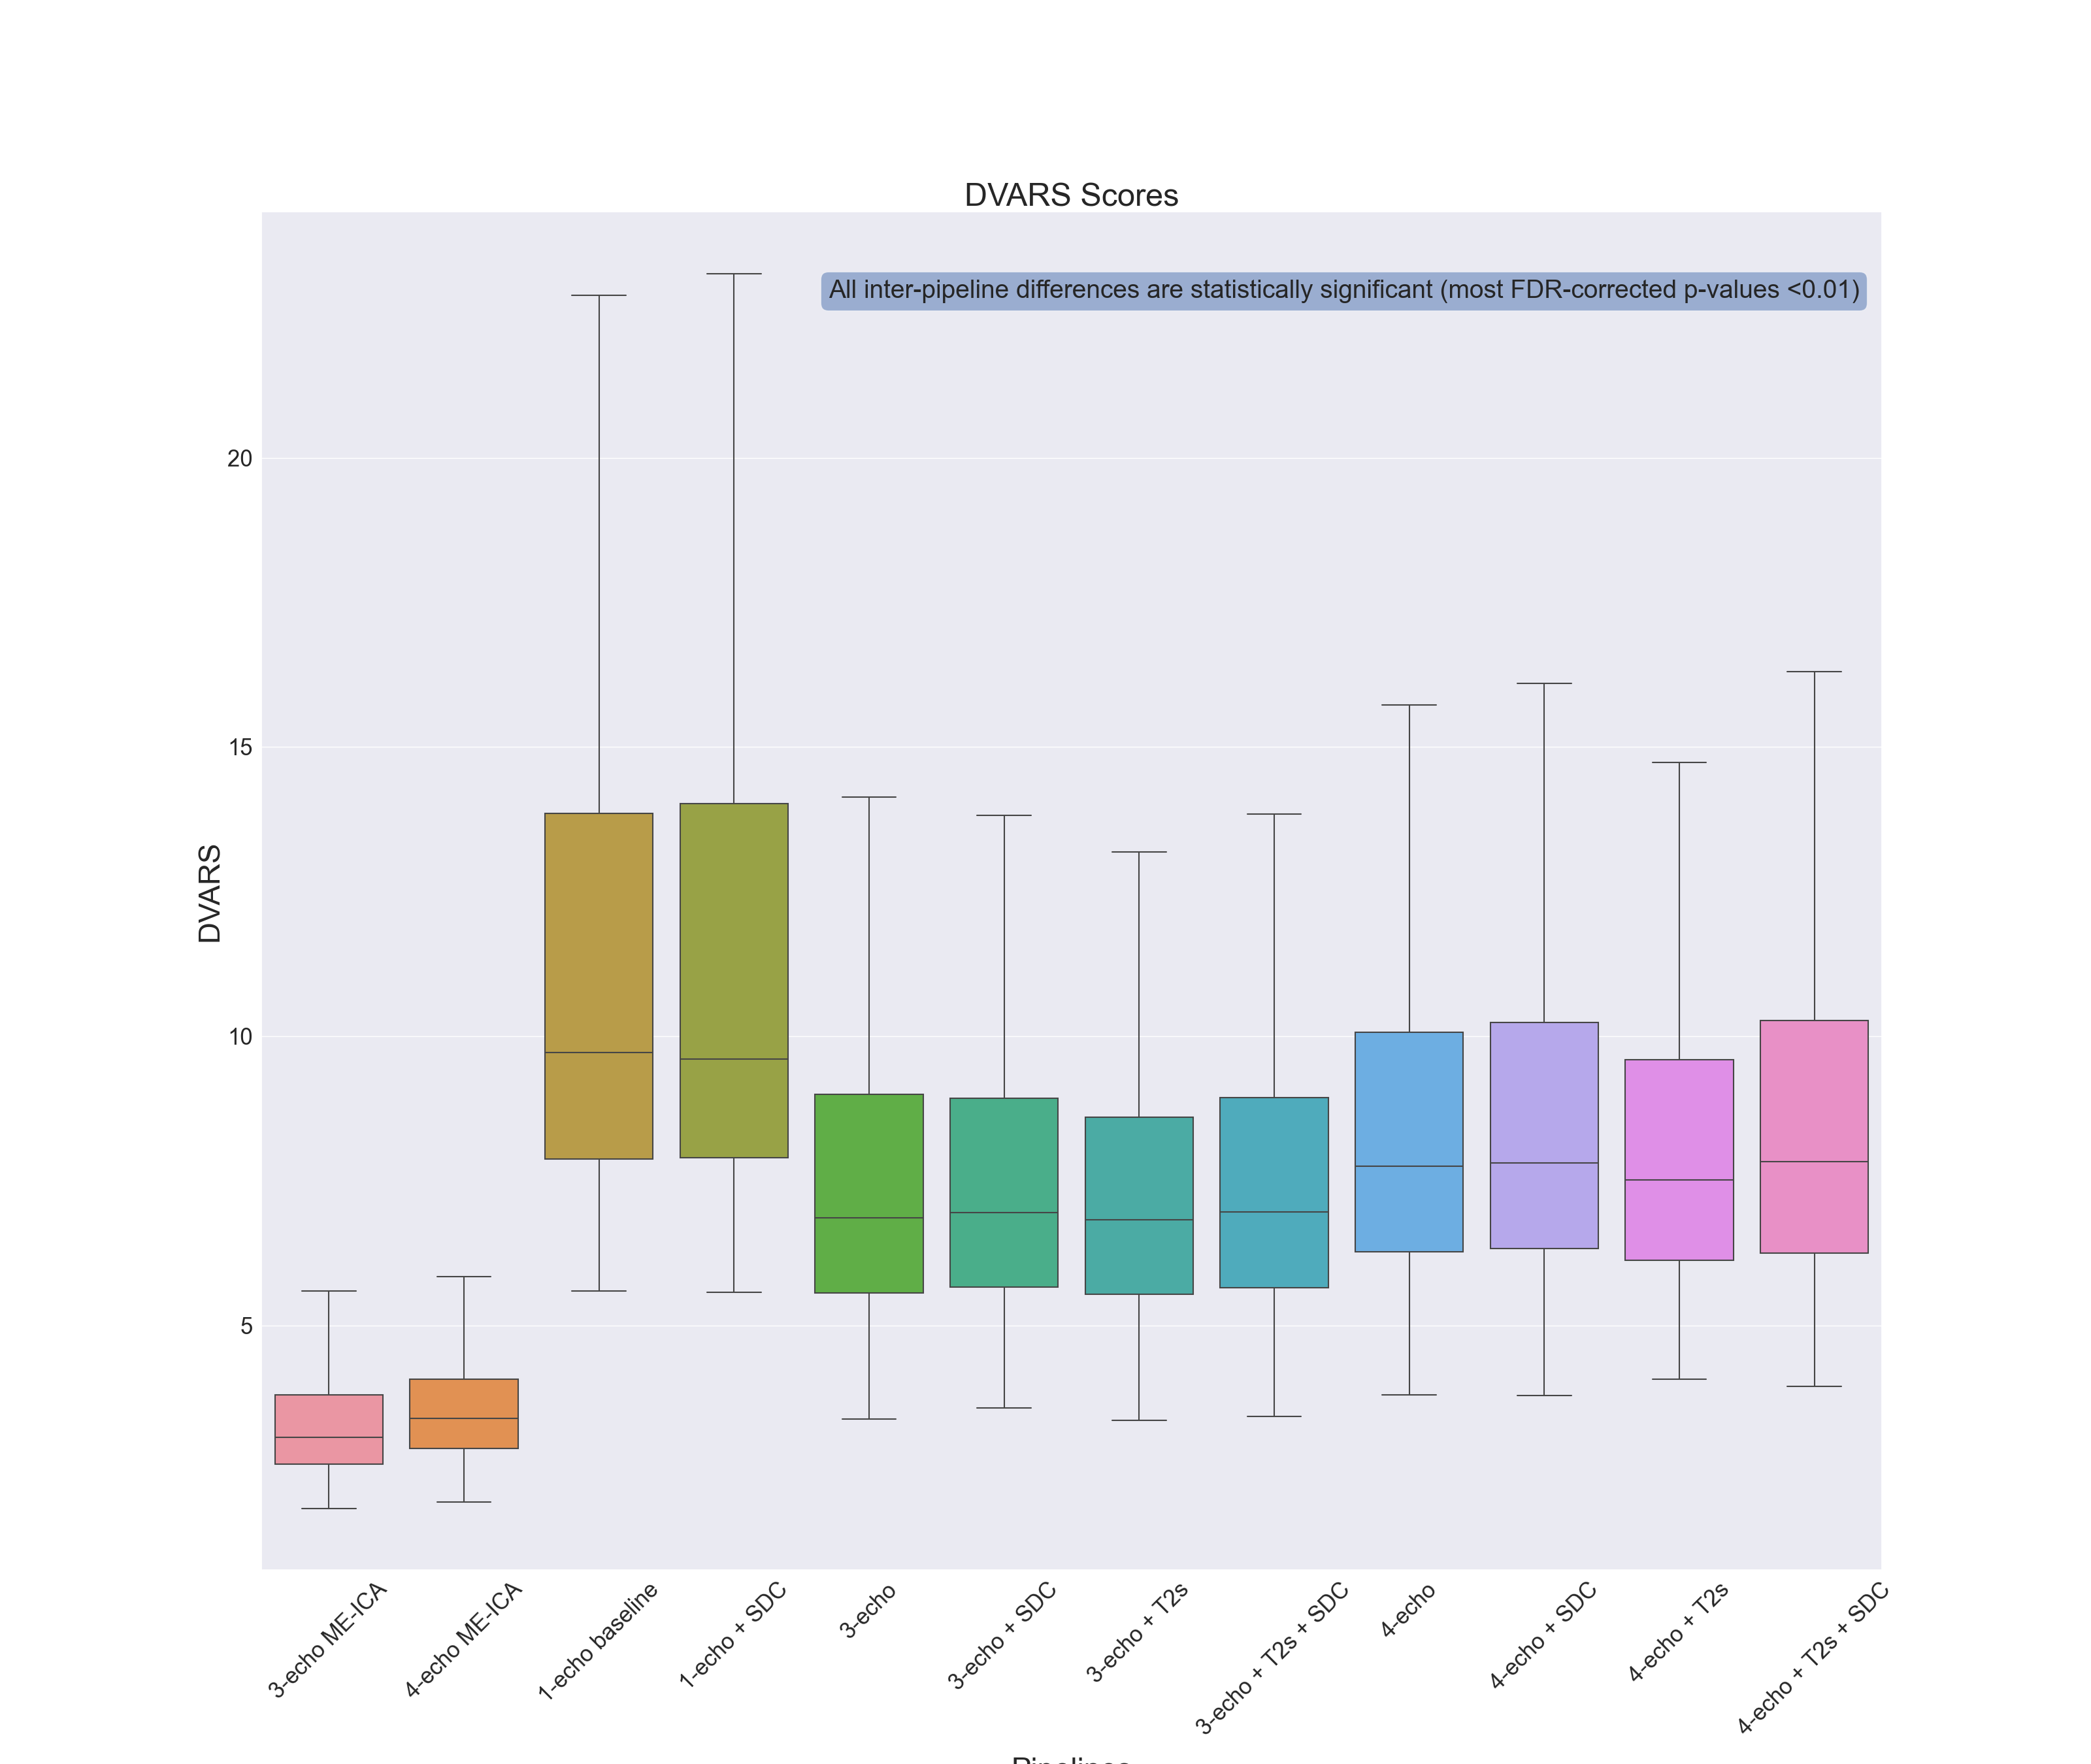 DVARS Scores
All inter-pipeline differences are statistically significant (most FDR-corrected p-values <0.01)
20
15
10
5
DVARS
3-echo ME-ICA
4-echo ME-ICA
1-echo baseline
1-echo + SDC
3-echo
3-echo + SDC
3-echo + T2s
3-echo + T2s + SDC
4-echo
4-echo + SDC
4-echo + T2s
4-echo + T2s + SDC
Pipelines